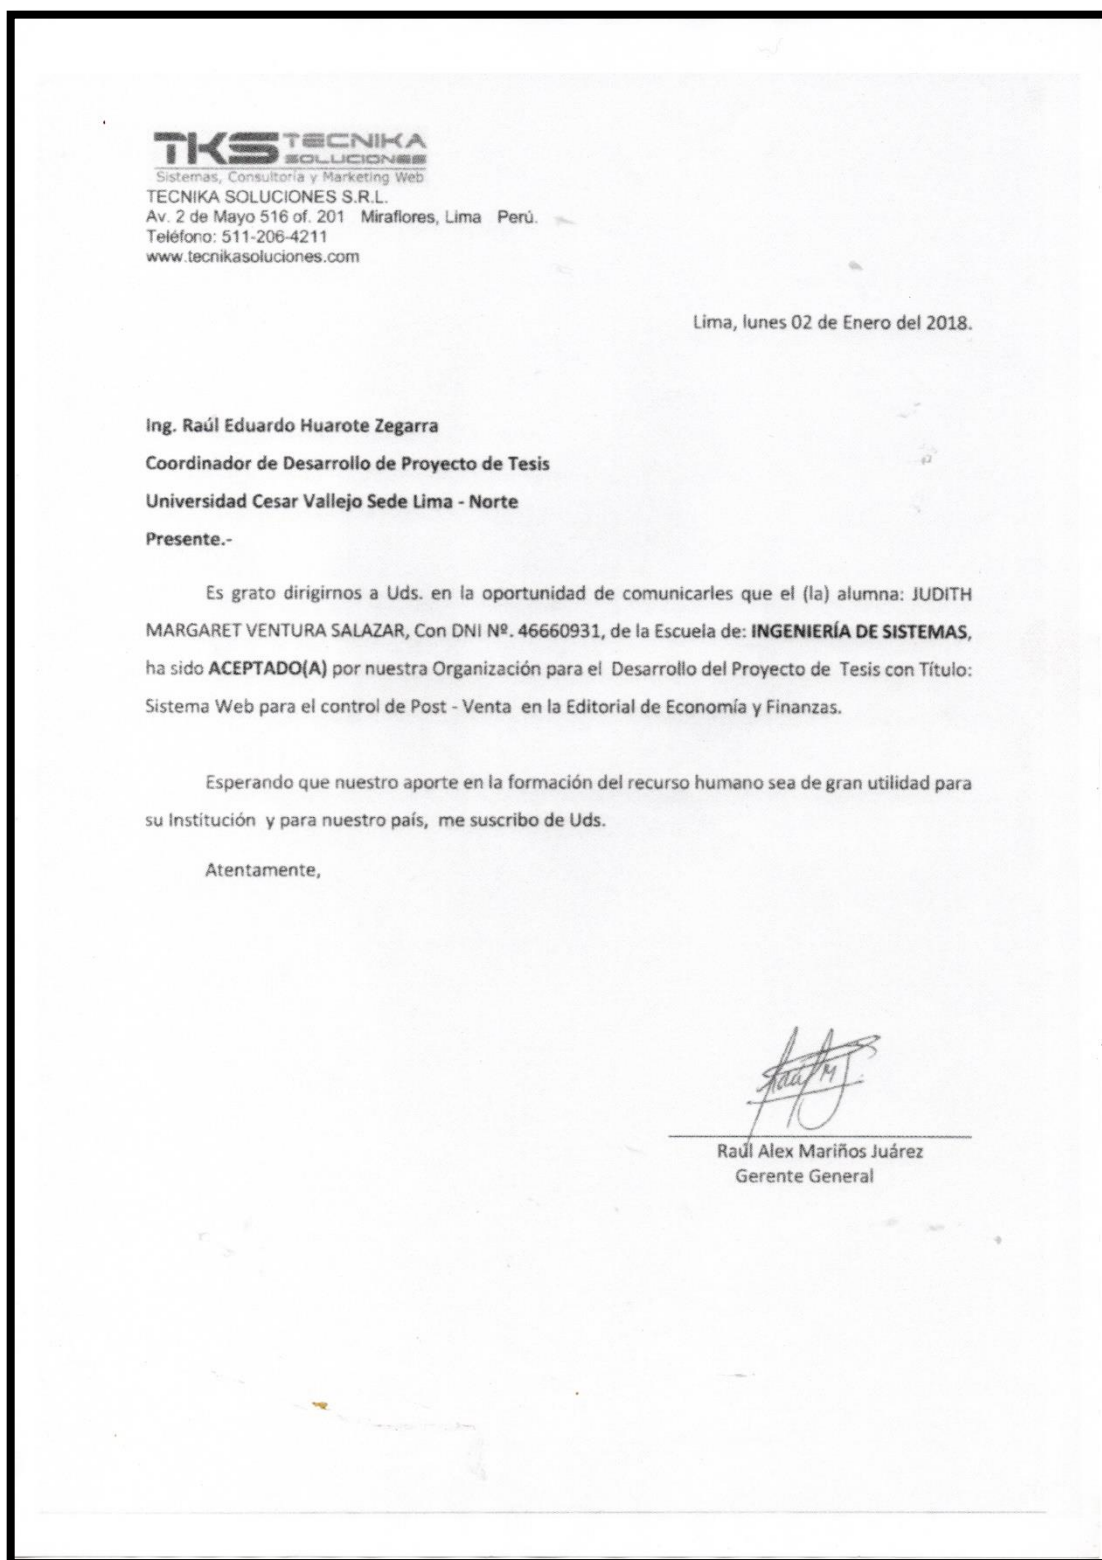 TKS TECNIKA
SOLUCIONES
Sistemas, Consultoría y Marketing Web
TECNIKA SOLUCIONES S.R.L.
Av. 2 de Mayo 516 of. 201 Miraflores, Lima Perú.
Teléfono: 511-206-4211
www.tecnikasoluciones.com
Lima, lunes 02 de Enero del 2018.
Ing. Raúl Eduardo Huarote Zegarra
Coordinador de Desarrollo de Proyecto de Tesis
Universidad Cesar Vallejo Sede Lima - Norte
Presente.-
Es grato dirigirnos a Uds. en la oportunidad de comunicarles que el (la) alumna: JUDITH
MARGARET VENTURA SALAZAR, Con DNI Nº. 46660931, de la Escuela de: INGENIERÍA DE SISTEMAS,
ha sido ACEPTADO(A) por nuestra Organización para el Desarrollo del Proyecto de Tesis con Título:
Sistema Web para el control de Post - Venta en la Editorial de Economía y Finanzas.
Esperando que nuestro aporte en la formación del recurso humano sea de gran utilidad para
su Institución y para nuestro país, me suscribo de Uds.
Atentamente,
Raúl Alex Mariños Juárez
Gerente General